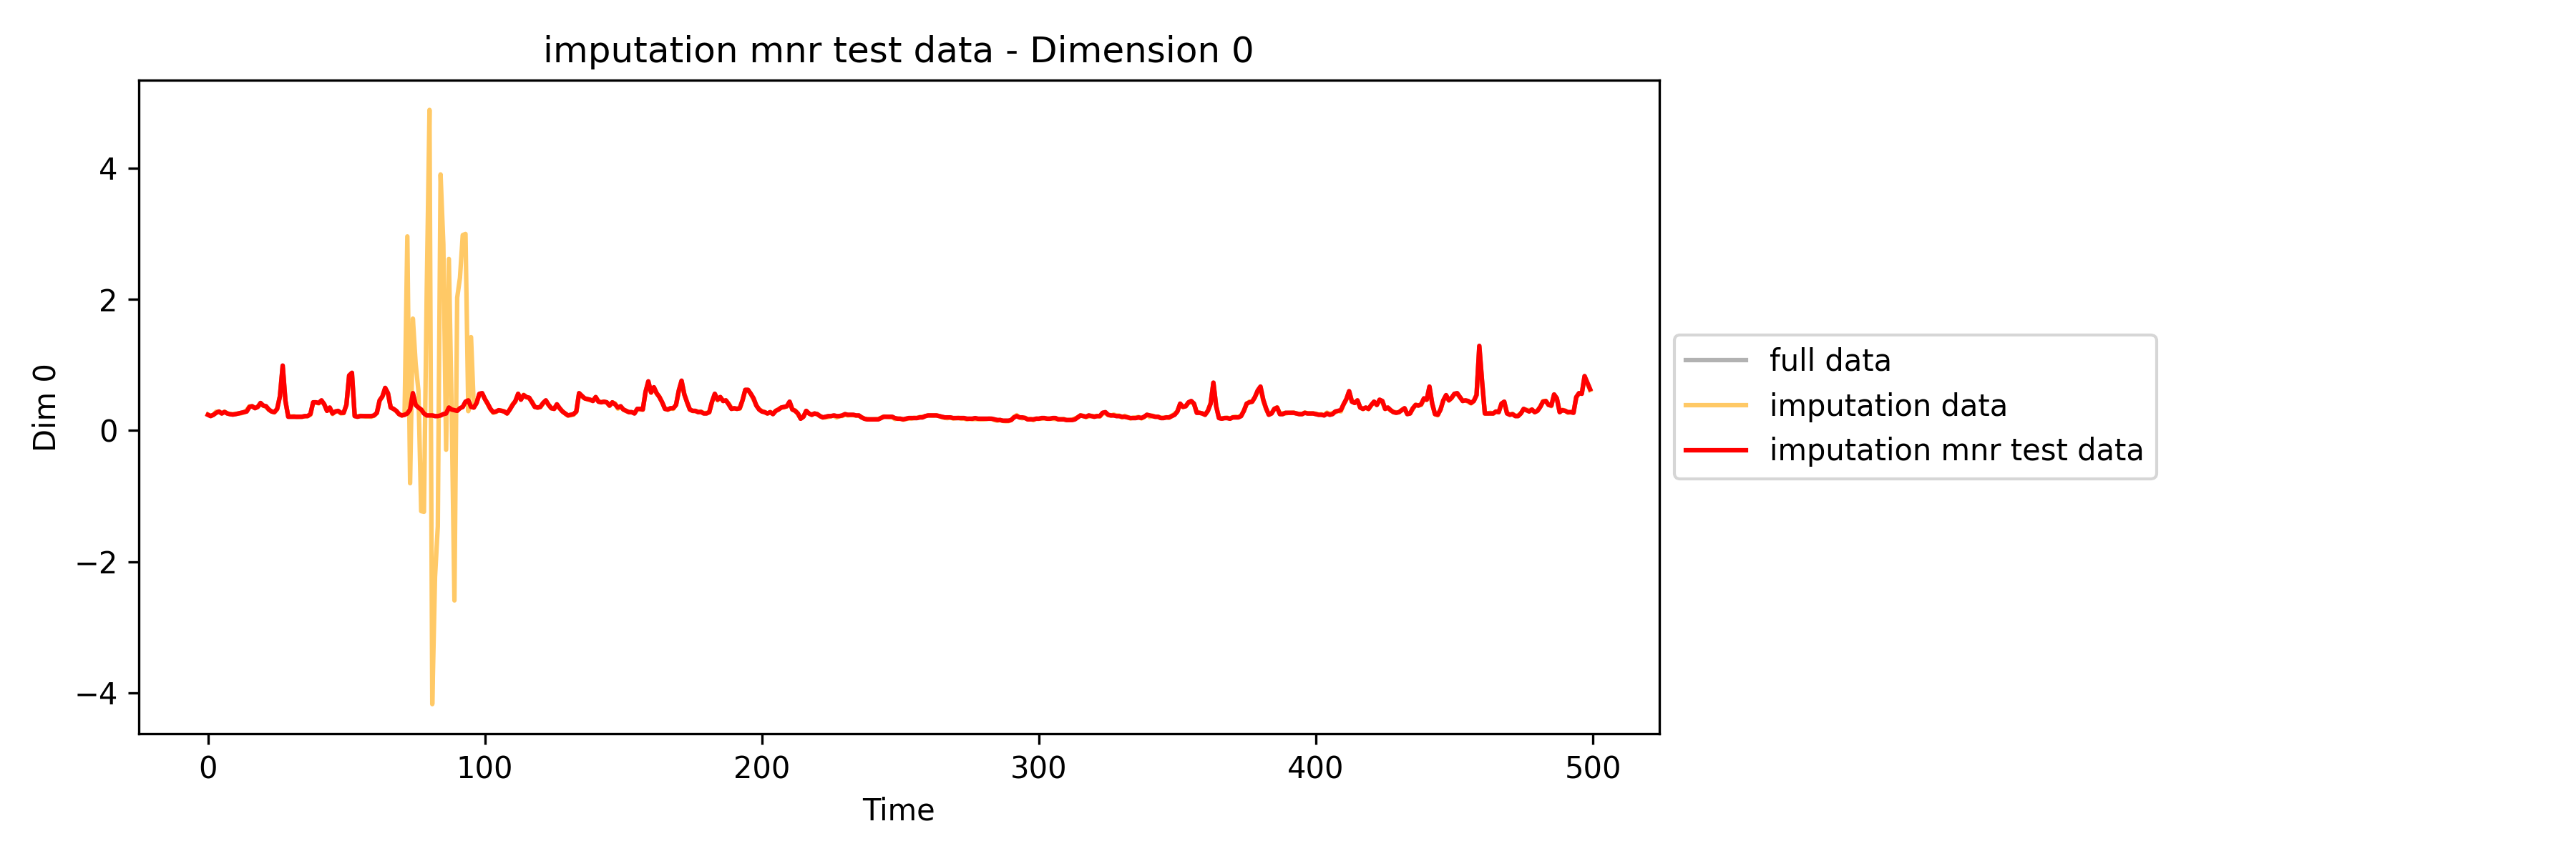 imputation mnr test data - Dimension 0
4
2
0
−2
−4
Dim 0
0 100 200 300 400 500
Time
full data
imputation data
imputation mnr test data